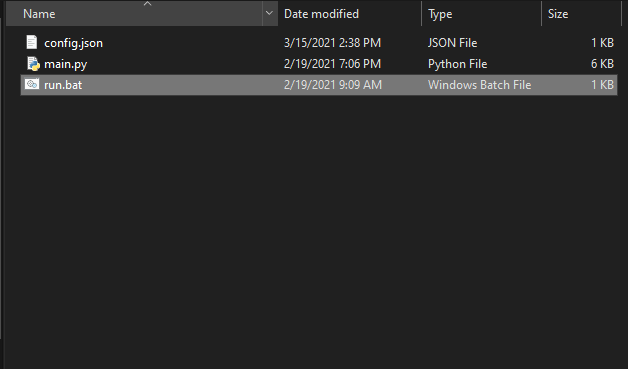 Name Date modified Type Size
config.json 3/15/2021 2:38 PM JSON File 1 KB
main.py 2/19/2021 7:06 PM Python File 6 KB
run.bat 2/19/2021 9:09 AM Windows Batch File 1 KB